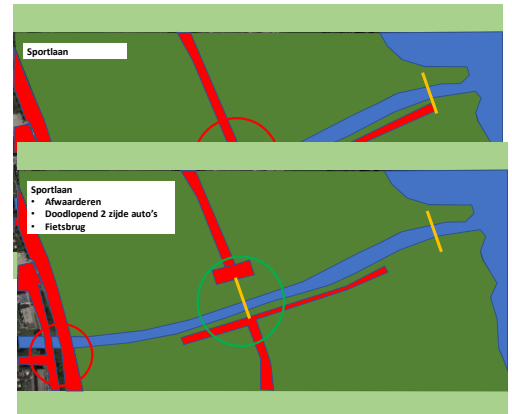 Sportlaan
Sportlaan
• Afwaarderen
• Doodlopend 2 zijde auto's
• Fietsbrug